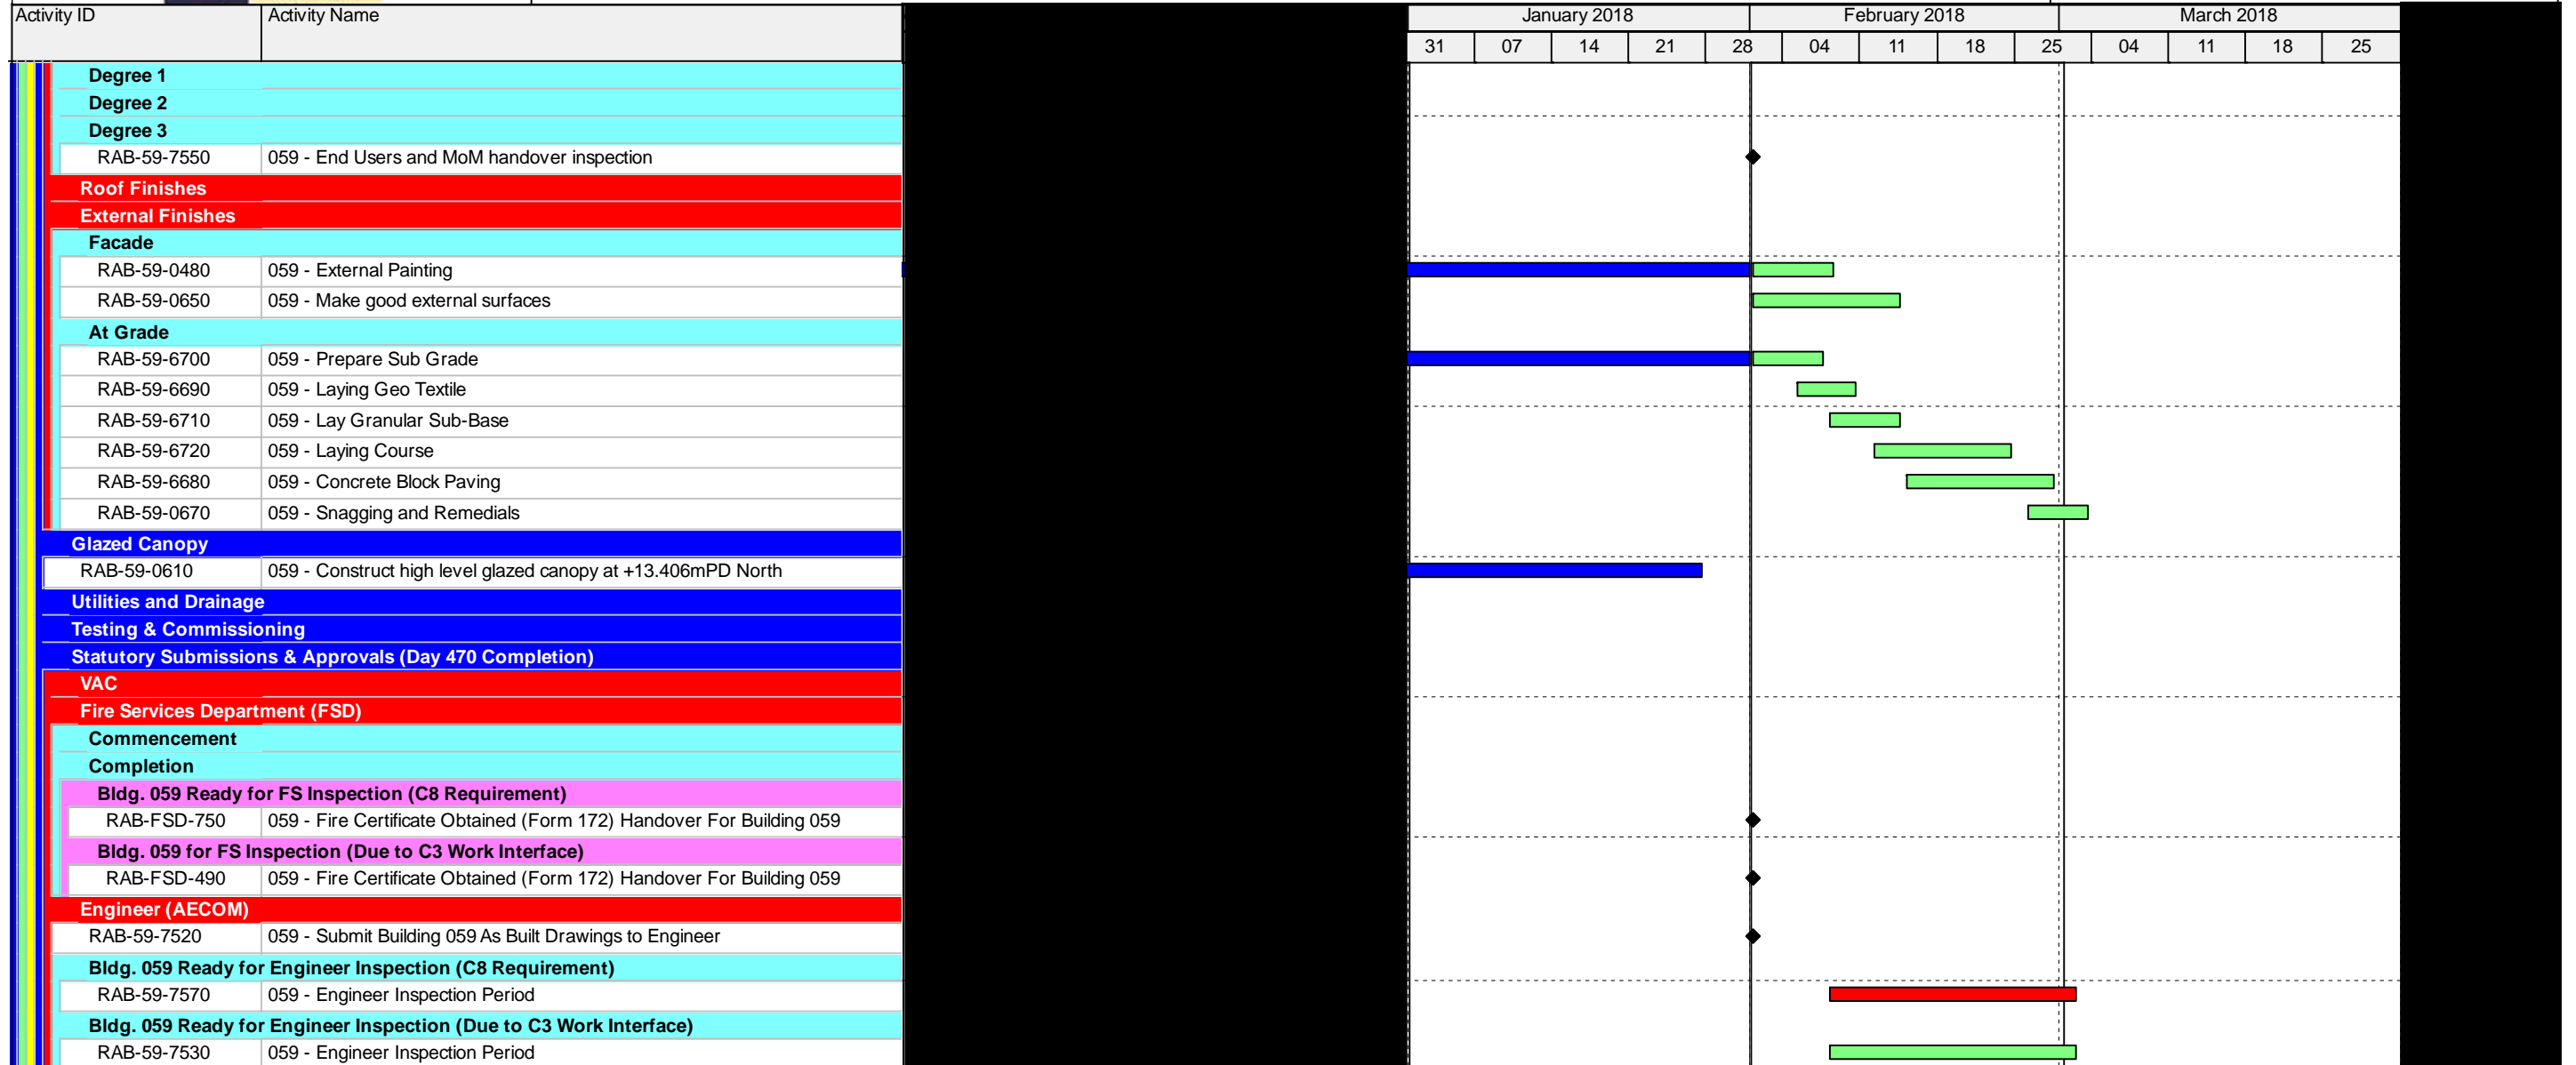 Activity ID Activity Name January 2018 February 2018 March 2018
31 07 14 21 28 04 11 18 25 04 11 18 25
Degree 1
Degree 2
Degree 3
RAB-59-7550 059 - End Users and MoM handover inspection
Roof Finishes
External Finishes
Facade
RAB-59-0480 059 - External Painting
RAB-59-0650 059 - Make good external surfaces
At Grade
RAB-59-6700 059 - Prepare Sub Grade
RAB-59-6690 059 - Laying Geo Textile
RAB-59-6710 059 - Lay Granular Sub-Base
RAB-59-6720 059 - Laying Course
RAB-59-6680 059 - Concrete Block Paving
RAB-59-0670 059 - Snagging and Remedials
Glazed Canopy
RAB-59-0610 059 - Construct high level glazed canopy at +13.406mPD North
Utilities and Drainage
Testing & Commissioning
Statutory Submissions & Approvals (Day 470 Completion)
VAC
Fire Services Department (FSD)
Commencement
Completion
Bldg. 059 Ready for FS Inspection (C8 Requirement)
RAB-FSD-750 059 - Fire Certificate Obtained (Form 172) Handover For Building 059
Bldg. 059 for FS Inspection (Due to C3 Work Interface)
RAB-FSD-490 059 - Fire Certificate Obtained (Form 172) Handover For Building 059
Engineer (AECOM)
RAB-59-7520 059 - Submit Building 059 As Built Drawings to Engineer
Bldg. 059 Ready for Engineer Inspection (C8 Requirement)
RAB-59-7570 059 - Engineer Inspection Period
Bldg. 059 Ready for Engineer Inspection (Due to C3 Work Interface)
RAB-59-7530 059 - Engineer Inspection Period